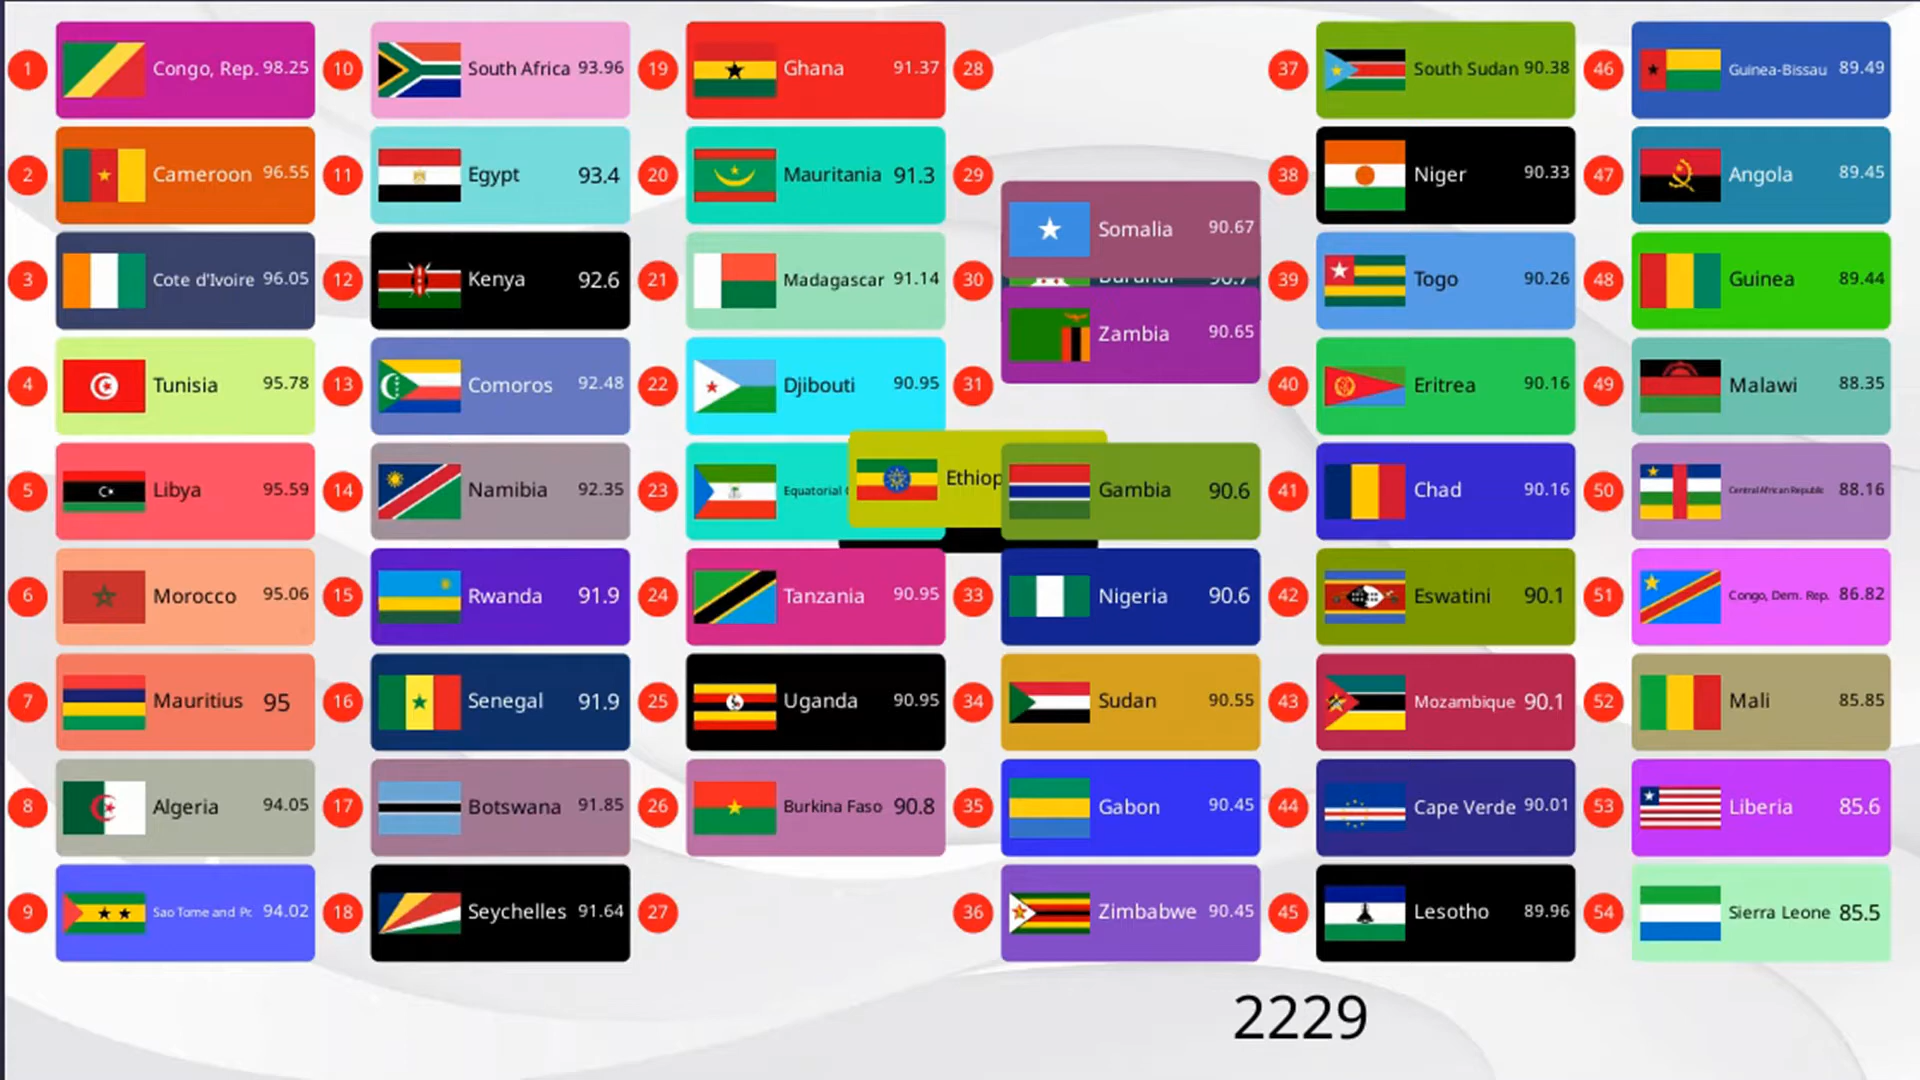 1 Congo, Rep. 98.25
2 Cameroon 96.55
3 Cote d'Ivoire 96.05
4 Tunisia 95.78
5 Libya 95.59
6 Morocco 95.06
7 Mauritius 95
8 Algeria 94.05
9 Sao Tome and Pr. 94.02
10 South Africa 93.96
11 Egypt 93.4
12 Kenya 92.6
13 Comoros 92.48
14 Namibia 92.35
15 Rwanda 91.9
16 Senegal 91.9
17 Botswana 91.85
18 Seychelles 91.64
19 Ghana 91.37
20 Mauritania 91.3
21 Madagascar 91.14
22 Djibouti 90.95
23 Equatorial
24 Tanzania 90.95
25 Uganda 90.95
26 Burkina Faso 90.8
27
Ethiop
28
29
Somalia 90.67
30 Burundi 90.7
Zambia 90.65
31
Gambia 90.6
33 Nigeria 90.6
34 Sudan 90.55
35 Gabon 90.45
36 Zimbabwe 90.45
37 South Sudan 90.38
38 Niger 90.33
39 Togo 90.26
40 Eritrea 90.16
41 Chad 90.16
42 Eswatini 90.1
43 Mozambique 90.1
44 Cape Verde 90.01
45 Lesotho 89.96
46 Guinea-Bissau 89.49
47 Angola 89.45
48 Guinea 89.44
49 Malawi 88.35
50 Central African Republic 88.16
51 Congo, Dem. Rep. 86.82
52 Mali 85.85
53 Liberia 85.6
54 Sierra Leone 85.5
2229